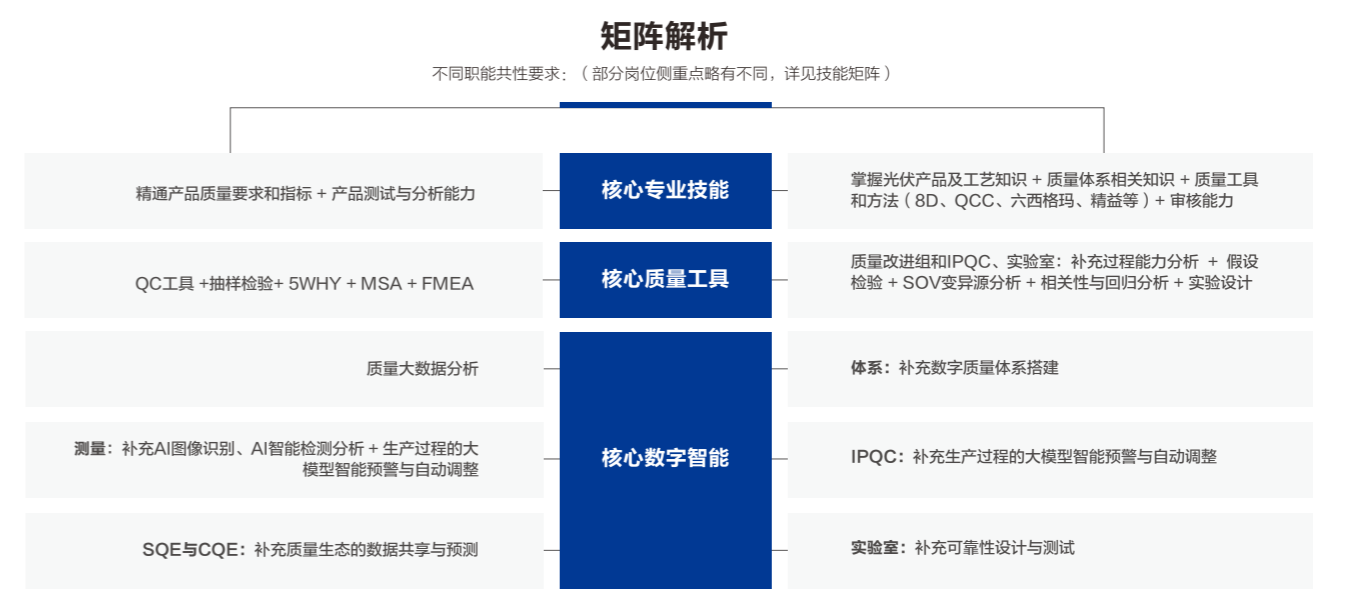 矩阵解析
不同职能共性要求：（部分岗位侧重点略有不同，详见技能矩阵）
精通产品质量要求和指标 + 产品测试与分析能力
核心专业技能
掌握光伏产品及工艺知识 + 质量体系相关知识 + 质量工具
和方法（8D、QCC、六西格玛、精益等）+ 审核能力
QC工具 +抽样检验+ 5WHY + MSA + FMEA
核心质量工具
质量改进组和IPQC、实验室：补充过程能力分析 + 假设
检验 + SOV变异源分析 + 相关性与回归分析 + 实验设计
质量大数据分析
体系：补充数字质量体系搭建
测量：补充AI图像识别、AI智能检测分析 + 生产过程的大
模型智能预警与自动调整
核心数字智能
IPQC：补充生产过程的大模型智能预警与自动调整
SQE与CQE：补充质量生态的数据共享与预测
实验室：补充可靠性设计与测试